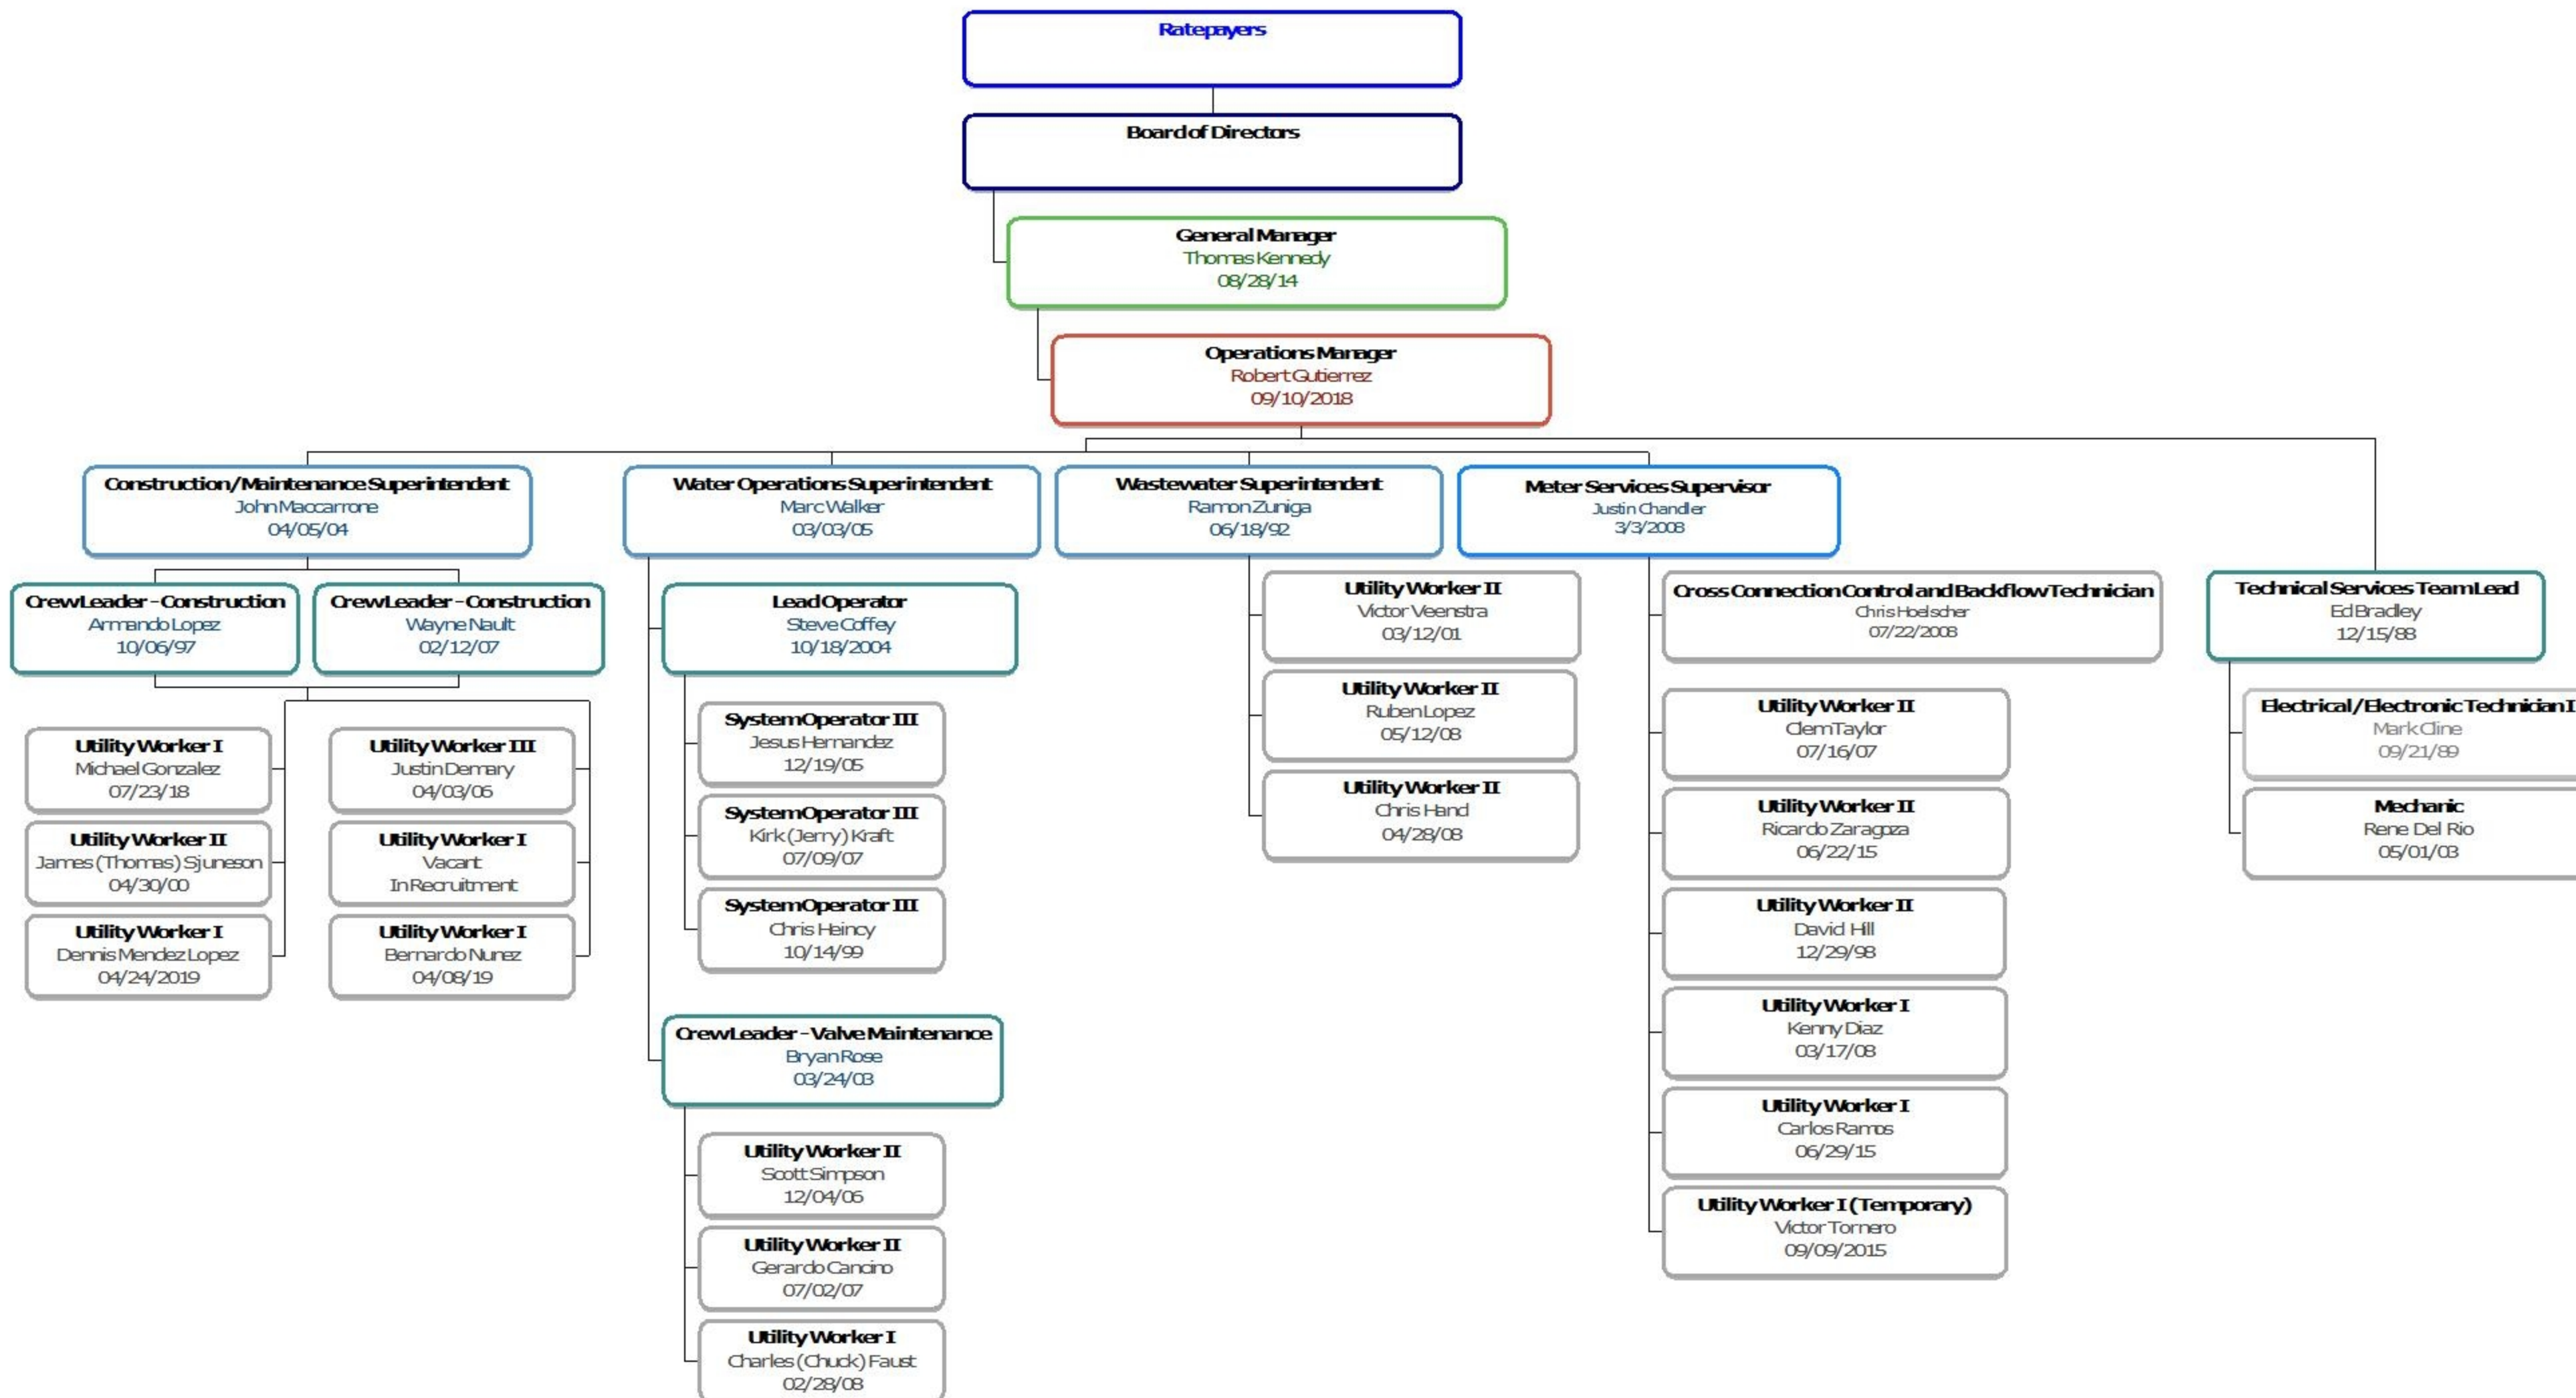 Ratepayers
Board of Directors
General Manager
Thomas Kennedy
08/28/14
Operations Manager
Robert Gutierrez
09/10/2018
Construction/Maintenance Superintendent
John Maccarrone
04/05/04
Water Operations Superintendent
Marc Walker
03/03/05
Wastewater Superintendent
Ramon Zuniga
06/18/92
Meter Services Supervisor
Justin Chandler
3/3/2008
Crew Leader - Construction
Armando Lopez
10/06/97
Crew Leader - Construction
Wayne Nault
02/12/07
Utility Worker I
Michael Gonzalez
07/23/18
Utility Worker II
James (Thomas) Sjuneson
04/30/00
Utility Worker I
Dennis Mendez Lopez
04/24/2019
Utility Worker III
Justin Demary
04/03/06
Utility Worker I
Vacant
In Recruitment
Utility Worker I
Bernardo Nunez
04/08/19
Lead Operator
Steve Coffey
10/18/2004
System Operator III
Jesus Hernandez
12/19/05
System Operator III
Kirk (Jerry) Kraft
07/09/07
System Operator III
Chris Heincy
10/14/99
Crew Leader - Valve Maintenance
Bryan Rose
03/24/03
Utility Worker II
Scott Simpson
12/04/06
Utility Worker II
Gerardo Cancino
07/02/07
Utility Worker I
Charles (Chuck) Faust
02/28/08
Utility Worker II
Victor Veenstra
03/12/01
Utility Worker II
Ruben Lopez
05/12/08
Utility Worker II
Chris Hand
04/28/08
Cross Connection Control and Backflow Technician
Chris Hoelscher
07/22/2008
Utility Worker II
Clem Taylor
07/16/07
Utility Worker II
Ricardo Zaragoza
06/22/15
Utility Worker II
David Hill
12/29/98
Utility Worker I
Kenny Diaz
03/17/08
Utility Worker I
Carlos Ramos
06/29/15
Utility Worker I (Temporary)
Victor Tornero
09/09/2015
Technical Services Team Lead
Ed Bradley
12/15/88
Electrical/Electronic Technician I
Mark Cline
09/21/89
Mechanic
Rene Del Rio
05/01/03